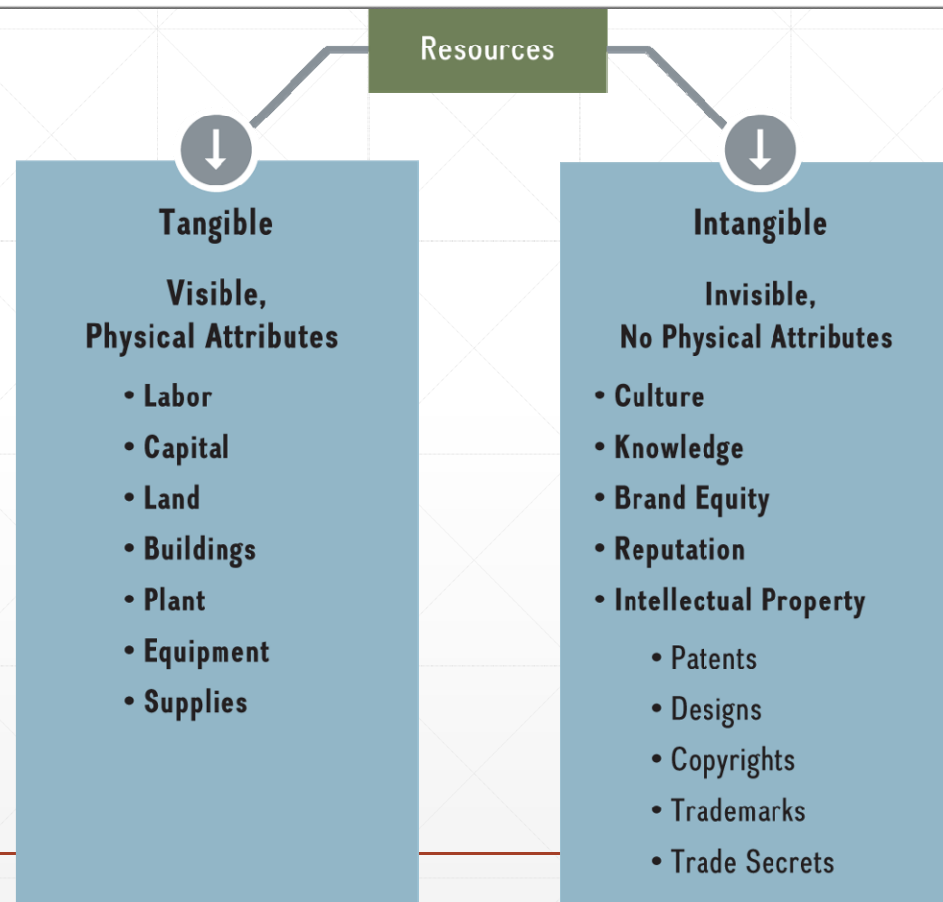 Resources
Tangible
Visible,
Physical Attributes
• Labor
• Capital
• Land
• Buildings
• Plant
• Equipment
• Supplies
Intangible
Invisible,
No Physical Attributes
• Culture
• Knowledge
• Brand Equity
• Reputation
• Intellectual Property
• Patents
• Designs
• Copyrights
• Trademarks
• Trade Secrets